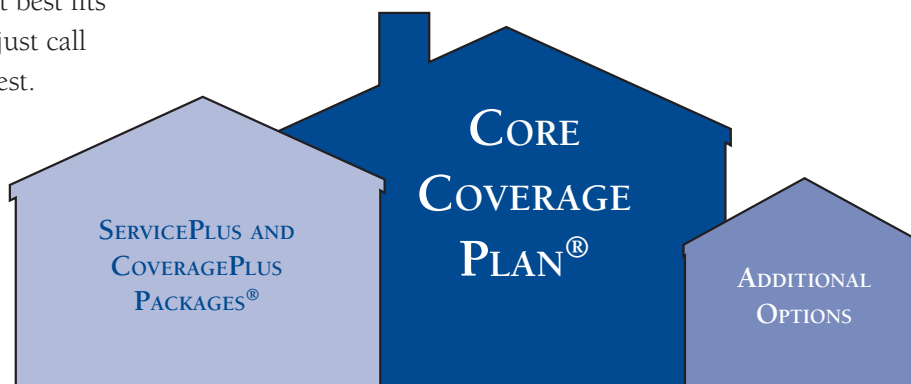 best fits
just call
est.
CORE
COVERAGE
PLAN®
SERVICEPLUS AND
COVERAGEPLUS
PACKAGES®
ADDITIONAL
OPTIONS